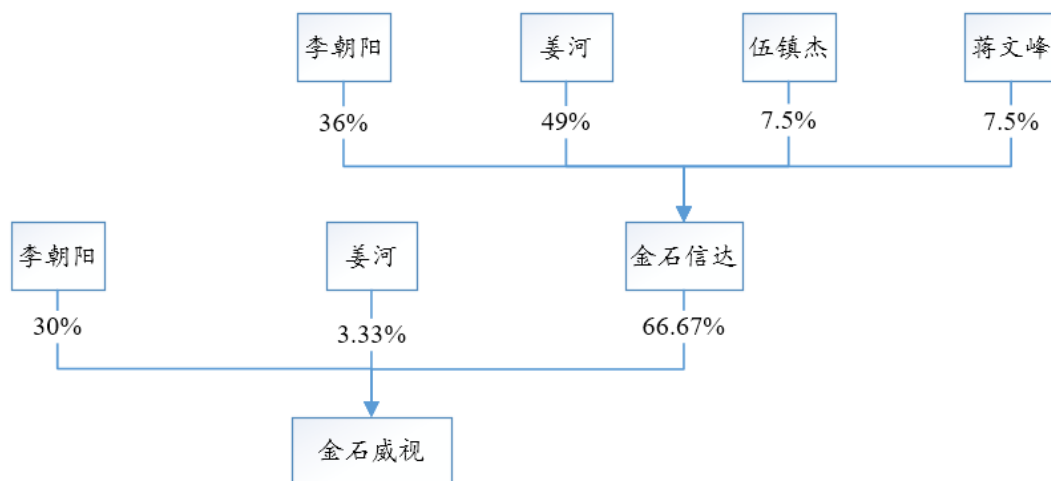 李朝阳 姜河 伍镇杰 蒋文峰
36% 49% 7.5% 7.5%
李朝阳 姜河 金石信达
30% 3.33% 66.67%
金石威视